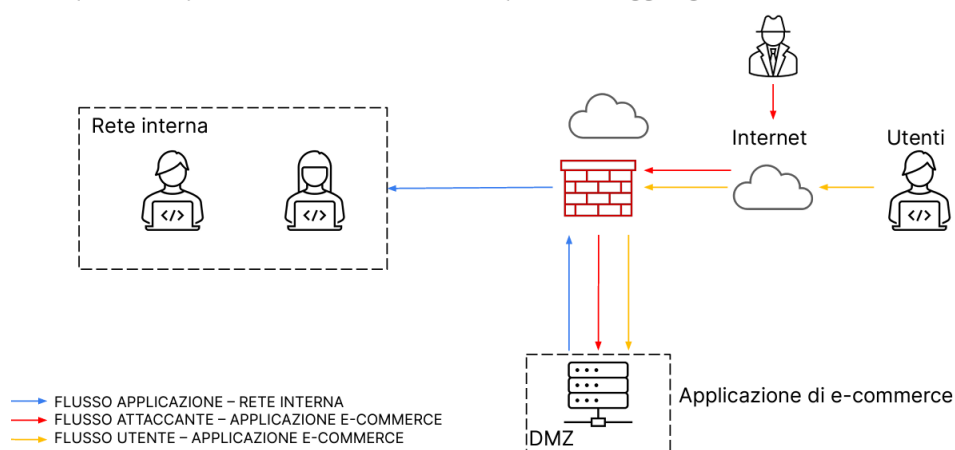 Rete interna
Internet
Utenti
</>
</>
</>
Applicazione di e-commerce
DMZ
FLUSSO APPLICAZIONE – RETE INTERNA
FLUSSO ATTACCANTE – APPLICAZIONE E-COMMERCE
FLUSSO UTENTE – APPLICAZIONE E-COMMERCE